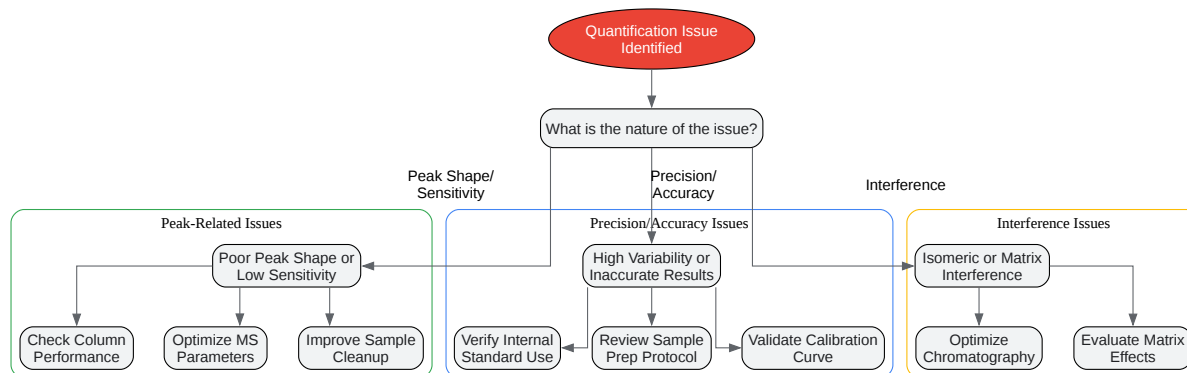 Quantification Issue
Identified
What is the nature of the issue?
Peak Shape/
Sensitivity
Precision/
Accuracy
Interference
Peak-Related Issues
Precision/Accuracy Issues
Interference Issues
Poor Peak Shape or
Low Sensitivity
High Variability or
Inaccurate Results
Isomeric or Matrix
Interference
Check Column
Performance
Optimize MS
Parameters
Improve Sample
Cleanup
Verify Internal
Standard Use
Review Sample
Prep Protocol
Validate Calibration
Curve
Optimize
Chromatography
Evaluate Matrix
Effects